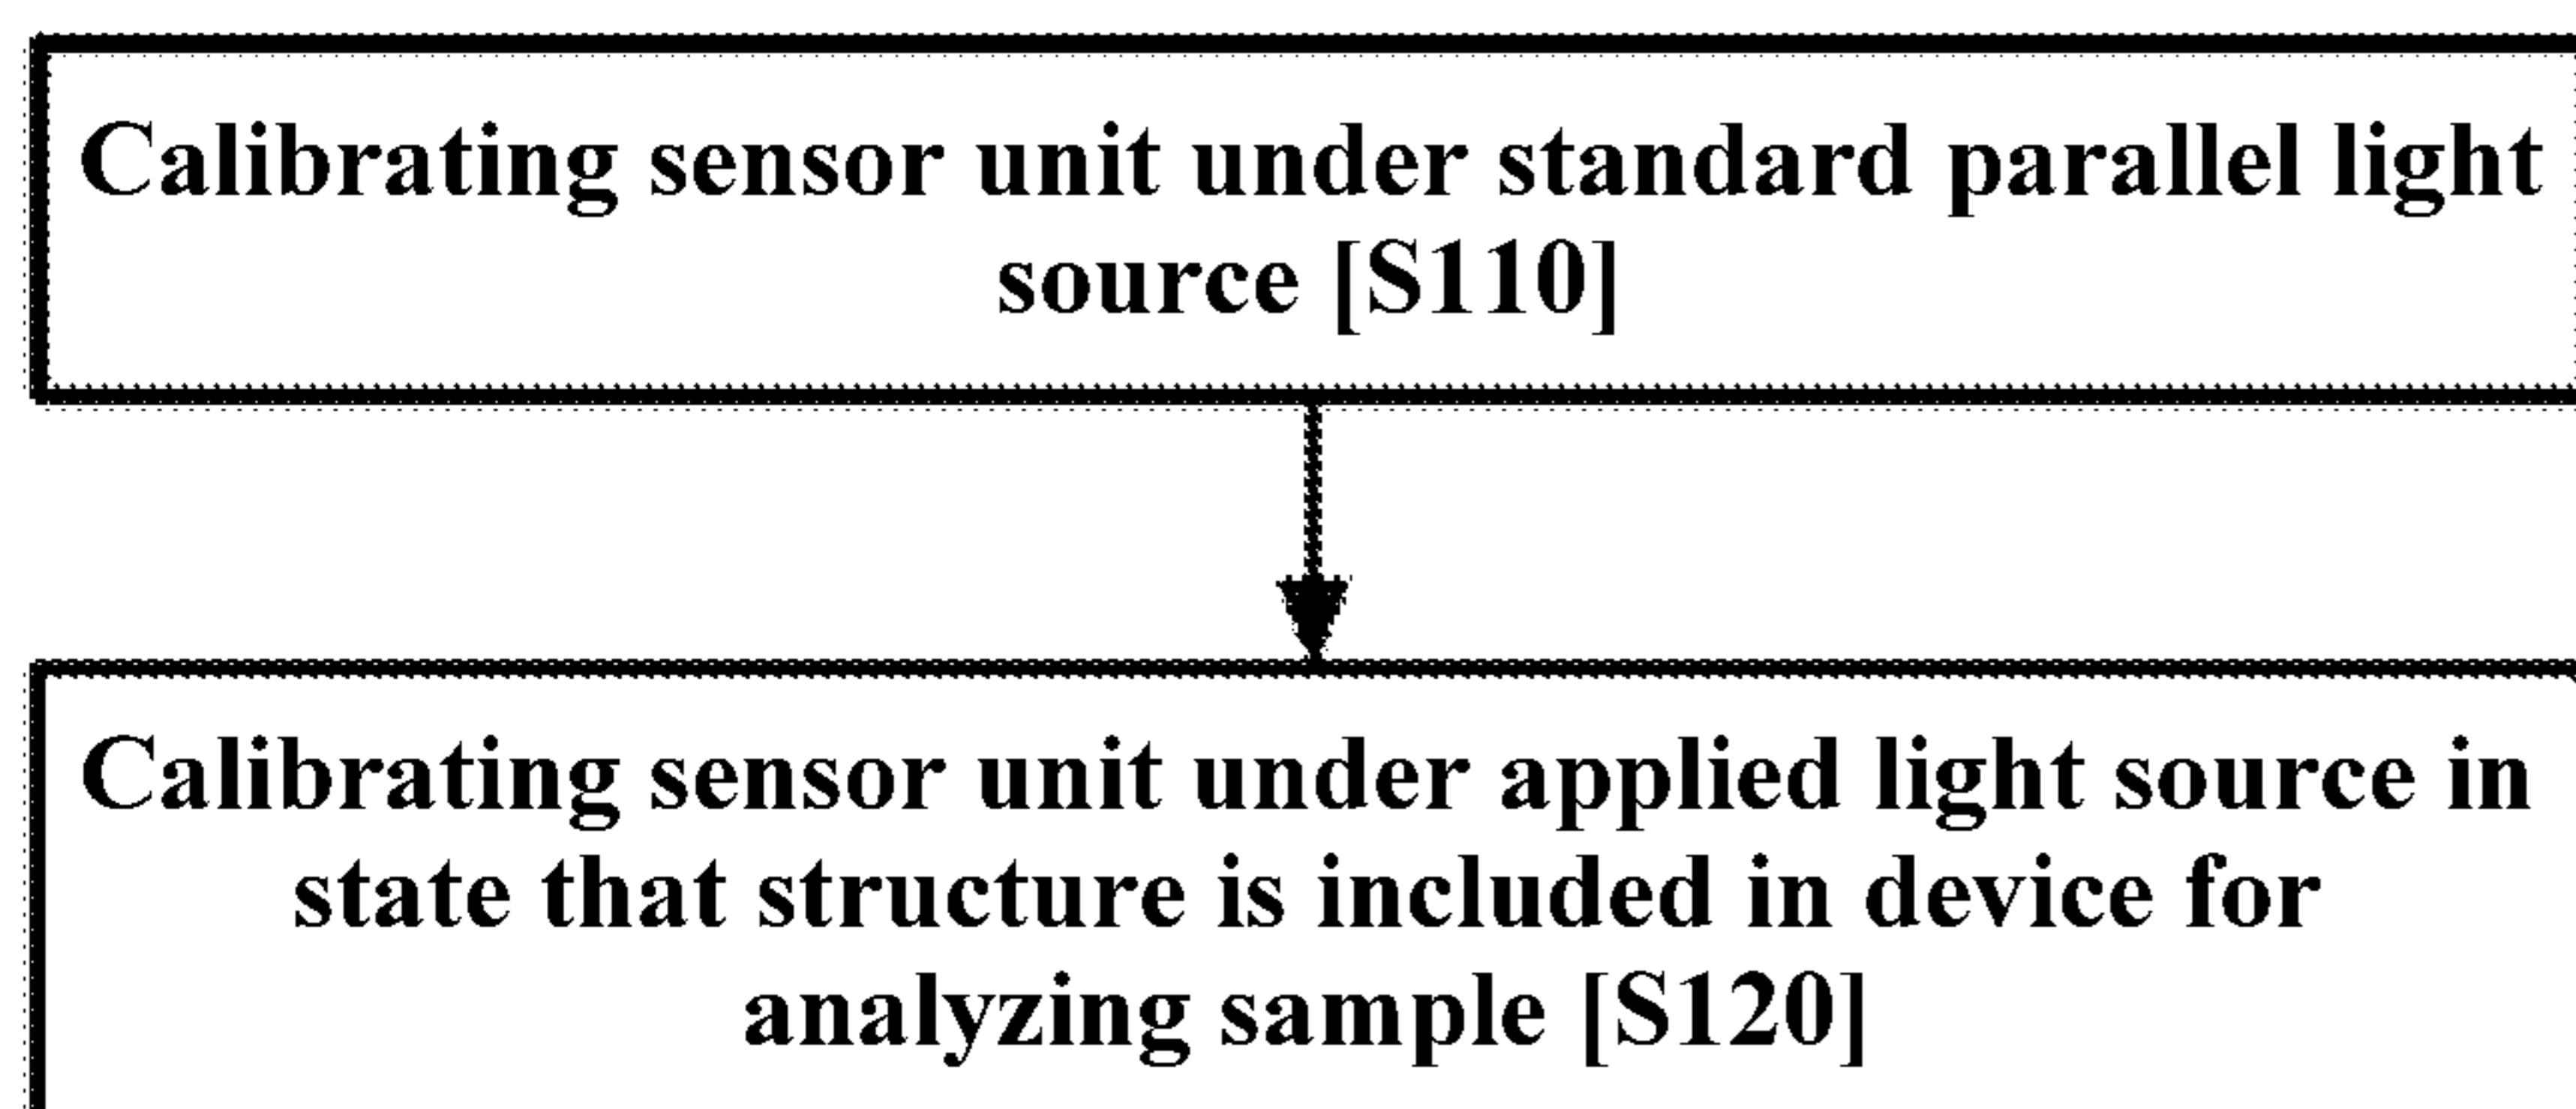 Calibrating sensor unit under standard parallel light
source [S110]
Calibrating sensor unit under applied light source in
state that structure is included in device for
analyzing sample [S120]